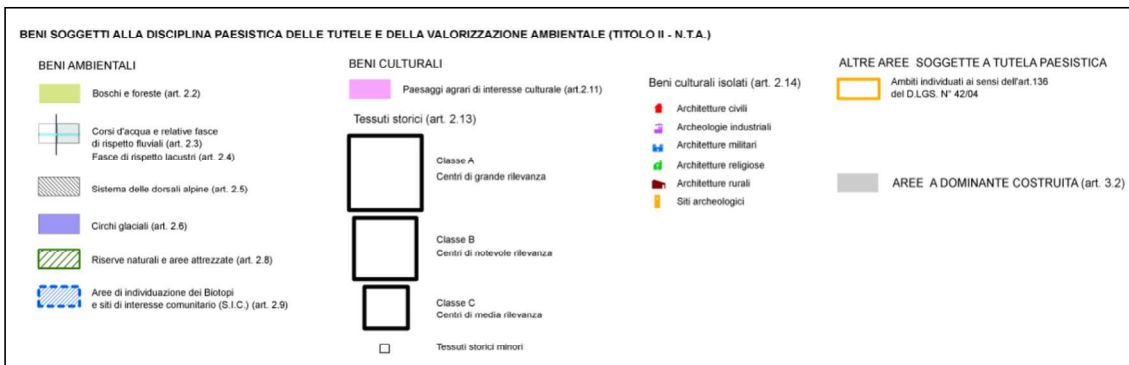 BENI SOGGETTI ALLA DISCIPLINA PAESISTICA DELLE TUTELE E DELLA VALORIZZAZIONE AMBIENTALE (TITOLO II - N.T.A.)
BENI AMBIENTALI
Boschi e foreste (art. 2.2)
Corsi d'acqua e relative fasce
di rispetto fluviali (art. 2.3)
Fasce di rispetto lacustri (art. 2.4)
Sistema delle dorsali alpine (art. 2.5)
Circhi glaciali (art. 2.6)
Riserve naturali e aree attrezzate (art. 2.8)
Aree di individuazione dei Biotopi
e siti di interesse comunitario (S.I.C.) (art. 2.9)
BENI CULTURALI
Paesaggi agrari di interesse culturale (art.2.11)
Tessuti storici (art. 2.13)
Classe A
Centri di grande rilevanza
Classe B
Centri di notevole rilevanza
Classe C
Centri di media rilevanza
Tessuti storici minori
Beni culturali isolati (art. 2.14)
Architetture civili
Archeologie industriali
Architetture militari
Architetture religiose
Architetture rurali
Siti archeologici
ALTRE AREE SOGGETTE A TUTELA PAESISTICA
Ambiti individuati ai sensi dell'art.136
del D.LGS. N° 42/04
AREE A DOMINANTE COSTRUITA (art. 3.2)